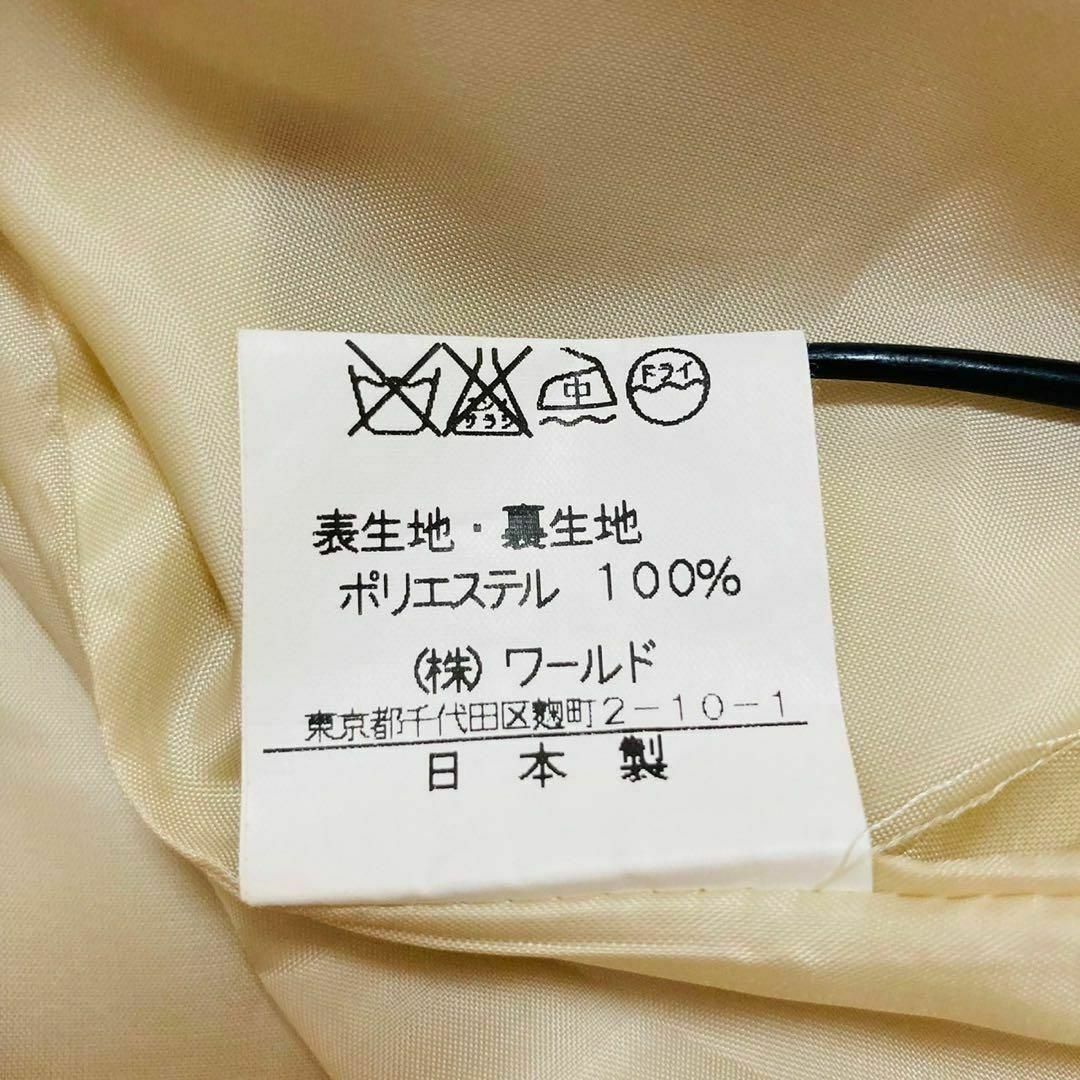 エンソ サラシ 中 ドライ
表生地・裏生地
ポリエステル 100%
(株)ワールド
東京都千代田区麹町2-10-1
日本製